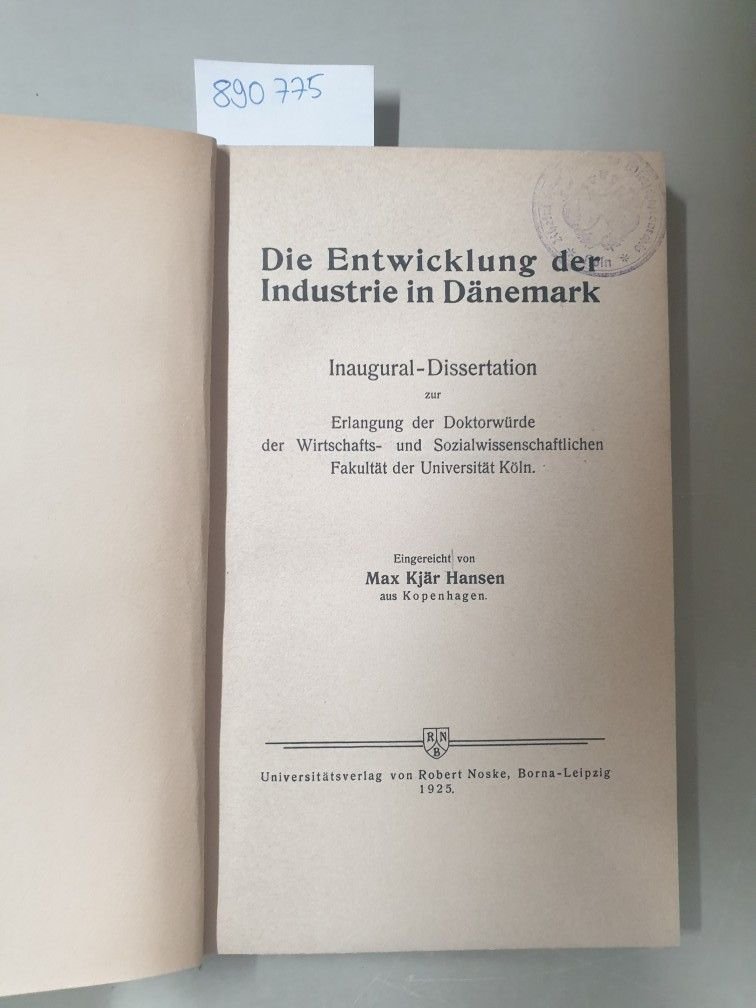 890 775
Die Entwicklung der
Industrie in Dänemark
Inaugural-Dissertation
zur
Erlangung der Doktorwürde
der Wirtschafts- und Sozialwissenschaftlichen
Fakultät der Universität Köln.
Eingereicht von
Max Kjär Hansen
aus Kopenhagen.
R N
B
Universitätsverlag von Robert Noske, Borna-Leipzig
1925.